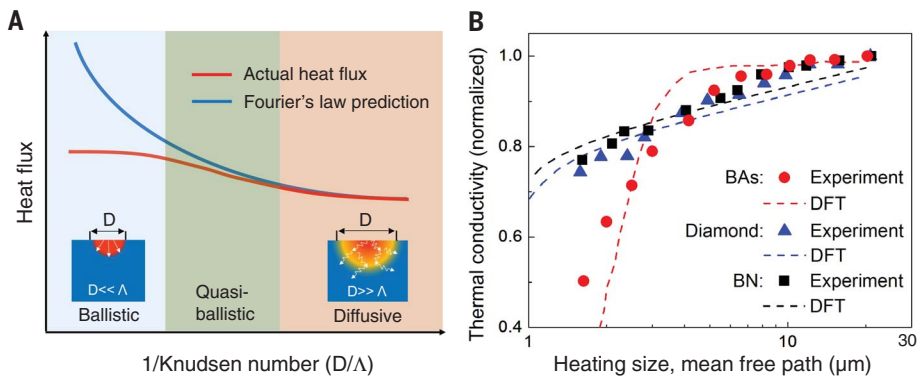 A
Heat flux
Actual heat flux
Fourier's law prediction
D
D
D<< Λ
D>> Λ
Ballistic
Quasi-
ballistic
Diffusive
1/Knudsen number (D/Λ)
B
Thermal conductivity (normalized)
1.0
0.8
0.6
0.4
BAs: Experiment
DFT
Diamond: Experiment
DFT
BN: Experiment
DFT
1 10 30
Heating size, mean free path (μm)